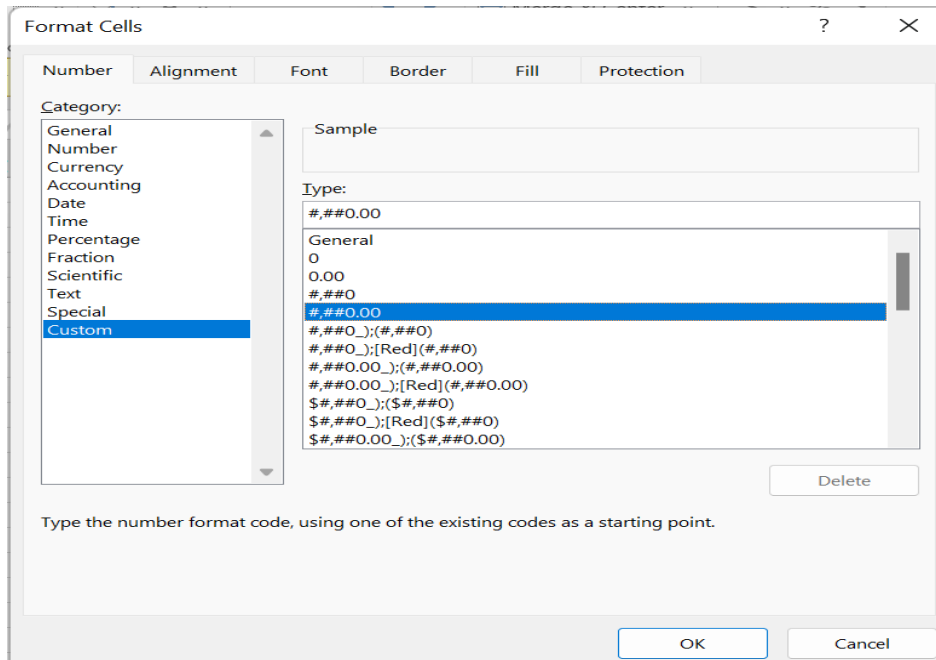 Format Cells ?
Number Alignment Font Border Fill Protection
Category:
General
Number
Currency
Accounting
Date
Time
Percentage
Fraction
Scientific
Text
Special
Custom
Sample
Type:
#,##0.00
General
0
0.00
#,##0
#,##0.00
#,##0_);(#,##0)
#,##0_);[Red](#,##0)
#,##0.00_);(#,##0.00)
#,##0.00_);[Red](#,##0.00)
$#,##0_);($#,##0)
$#,##0_);[Red]($#,##0)
$#,##0.00_);($#,##0.00)
Delete
Type the number format code, using one of the existing codes as a starting point.
OK Cancel